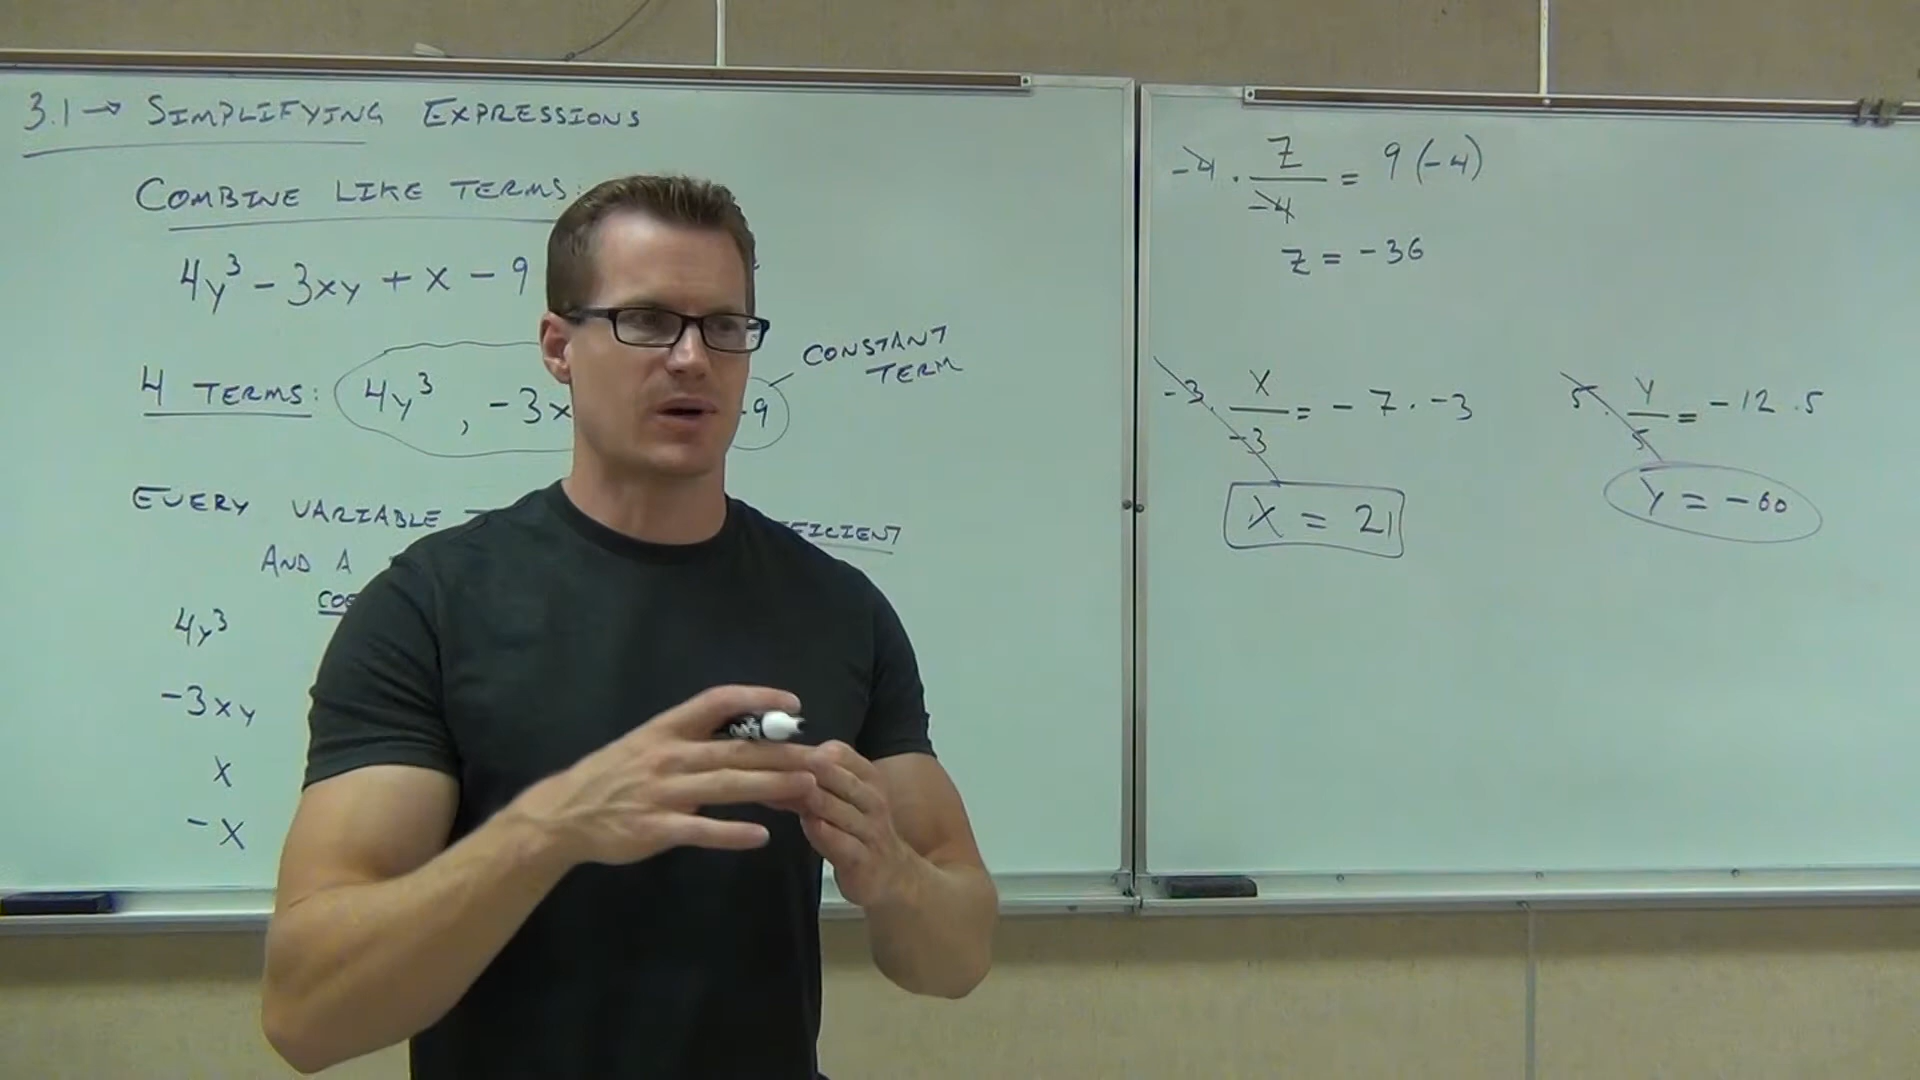 3.1 → SIMPLIFYING EXPRESSIONS
COMBINE LIKE TERMS:
4y³ - 3xy + x - 9
4 TERMS: 4y³, -3x -9
CONSTANT
TERM
EVERY VARIABLE
AND A
4y³
-3xy
x
-x
-4 · z/-4 = 9(-4)
z = -36
-3 · x/-3 = -7 · -3
x = 21
5 · y/5 = -12 · 5
y = -60